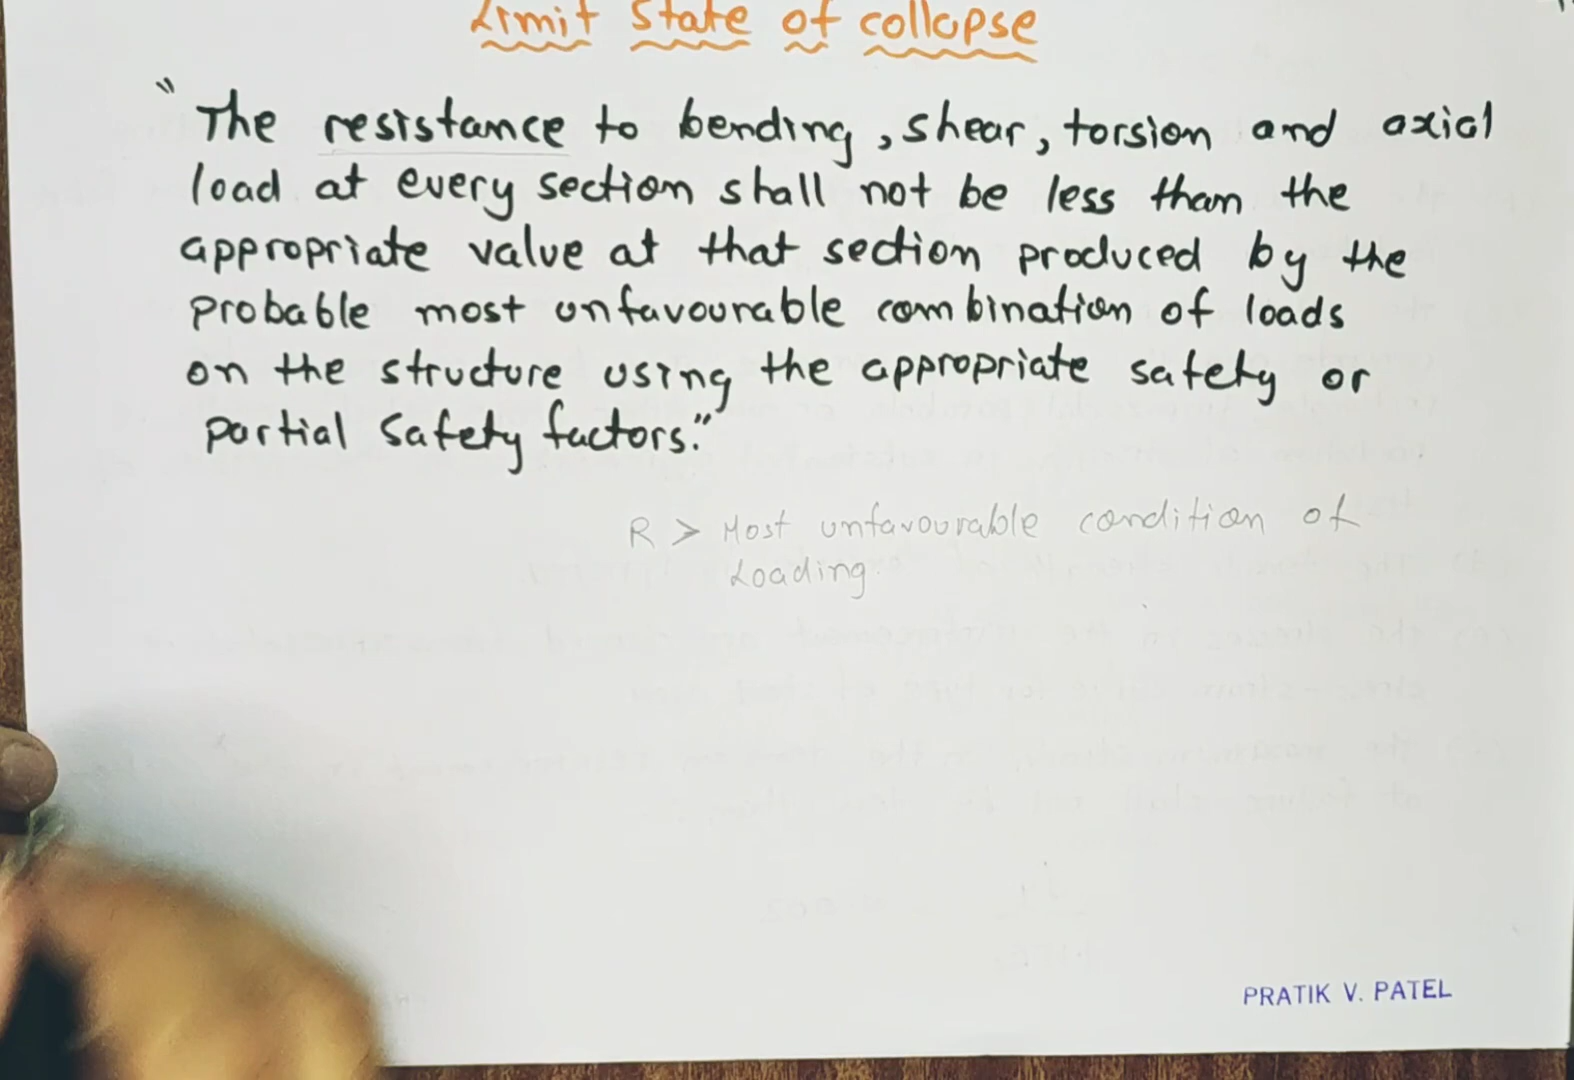 Limit State of collapse
"The resistance to bending, shear, torsion and axial
load at every section shall not be less than the
appropriate value at that section produced by the
probable most unfavourable combination of loads
on the structure using the appropriate safety or
partial safety factors."
R > Most unfavourable condition of
Loading.
PRATIK V. PATEL